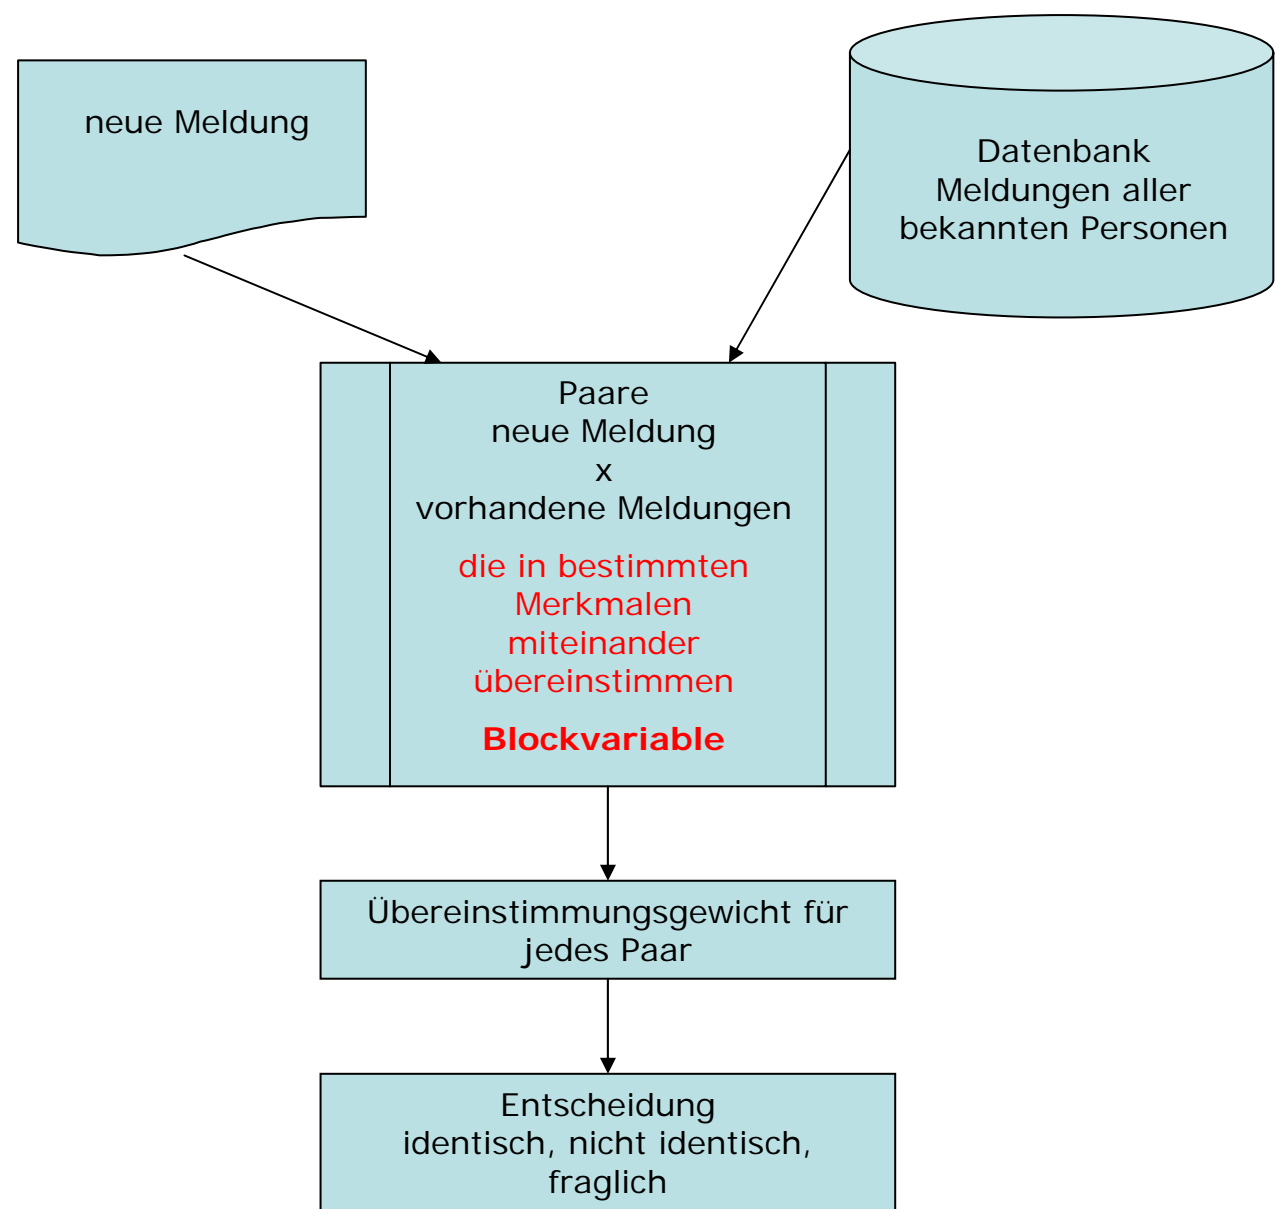 neue Meldung
Datenbank
Meldungen aller
bekannten Personen
Paare
neue Meldung
x
vorhandene Meldungen
die in bestimmten
Merkmalen
miteinander
übereinstimmen
Blockvariable
Übereinstimmungsgewicht für
jedes Paar
Entscheidung
identisch, nicht identisch,
fraglich